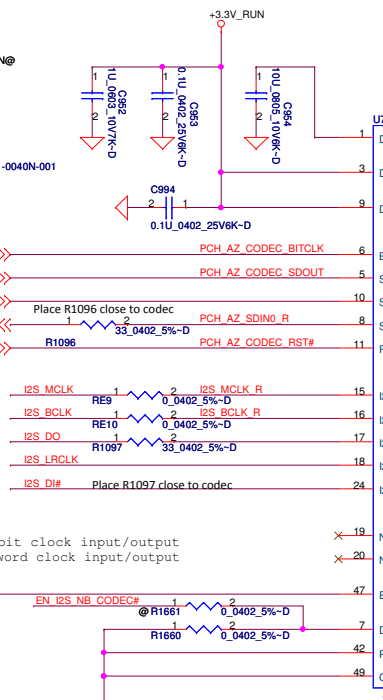 +3.3V_RUN
N@
1
2
1U_0603_10V7K~D
C952
1
2
0.1U_0402_25V6K~D
C953
1
2
10U_0805_10V6K~D
C954
U7
1
-0040N-001
3
C994
2
1
9
0.1U_0402_25V6K~D
PCH_AZ_CODEC_BITCLK
6
PCH_AZ_CODEC_SDOUT
5
10
Place R1096 close to codec
1
2
PCH_AZ_SDIN0_R
8
33_0402_5%~D
R1096
PCH_AZ_CODEC_RST#
11
I2S_MCLK
1
2
I2S_MCLK_R
15
RE9
0_0402_5%~D
I2S_BCLK
1
2
I2S_BCLK_R
16
RE10
0_0402_5%~D
I2S_DO
1
2
17
R1097
33_0402_5%~D
I2S_LRCLK
18
I2S_DI#
Place R1097 close to codec
24
19
bit clock input/output
20
word clock input/output
47
EN_I2S_NB_CODEC#
1
2
@ R1661
0_0402_5%~D
1
2
7
R1660
0_0402_5%~D
42
49